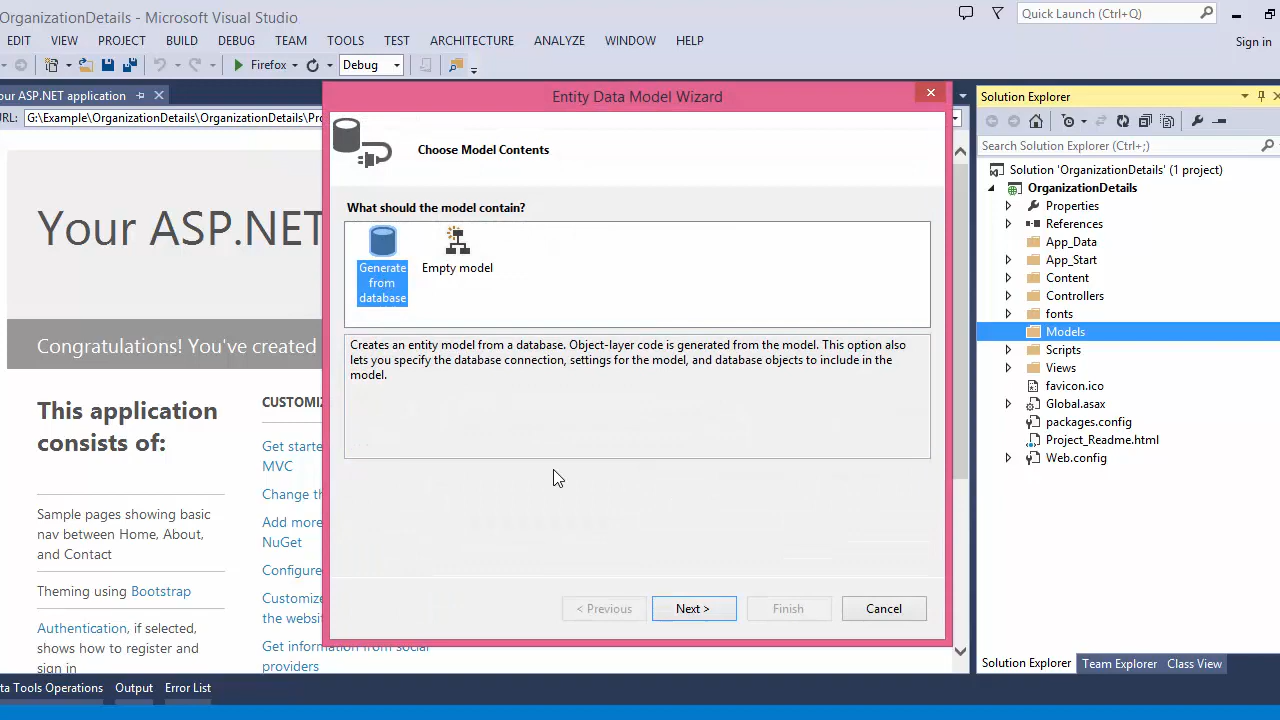 OrganizationDetails - Microsoft Visual Studio
Quick Launch (Ctrl+Q)
EDIT VIEW PROJECT BUILD DEBUG TEAM TOOLS TEST ARCHITECTURE ANALYZE WINDOW HELP
Sign in
Firefox Debug
our ASP.NET application
RL: G:\Example\OrganizationDetails\OrganizationDetails\Pro
Your ASP.NET
Congratulations! You've created
This application
consists of:
Sample pages showing basic
nav between Home, About,
and Contact
Theming using Bootstrap
Authentication, if selected,
shows how to register and
sign in
CUSTOMI
Get starte
MVC
Change th
Add more
NuGet
Configure
Customize
the website
Get information from social
providers
Entity Data Model Wizard
Choose Model Contents
What should the model contain?
Generate
from
database
Empty model
Creates an entity model from a database. Object-layer code is generated from the model. This option also
lets you specify the database connection, settings for the model, and database objects to include in the
model.
< Previous
Next >
Finish
Cancel
Solution Explorer
Search Solution Explorer (Ctrl+;)
Solution 'OrganizationDetails' (1 project)
OrganizationDetails
Properties
References
App_Data
App_Start
Content
Controllers
fonts
Models
Scripts
Views
favicon.ico
Global.asax
packages.config
Project_Readme.html
Web.config
Solution Explorer Team Explorer Class View
ta Tools Operations Output Error List